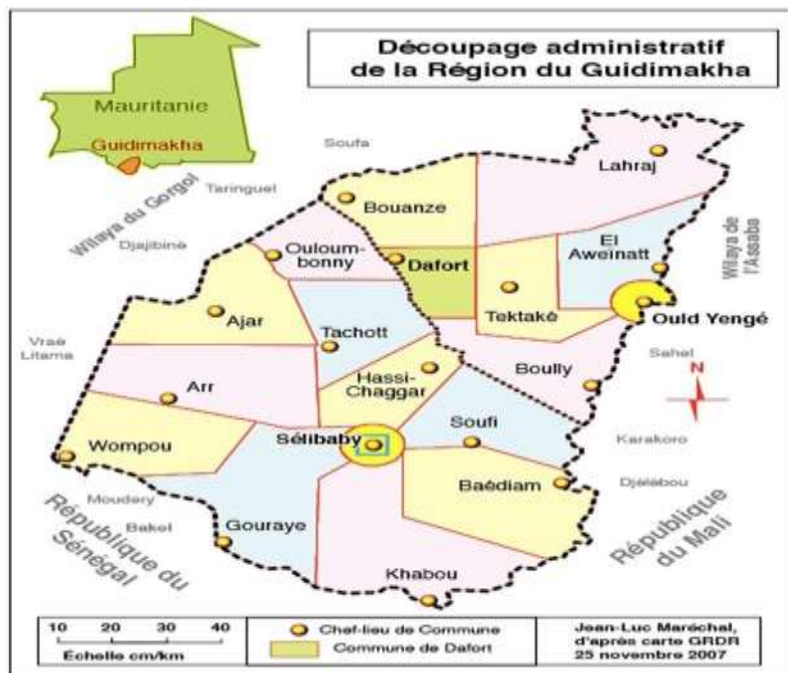 Découpage administratif
de la Région du Guidimakha
Mauritanie
Guidimakha
Wilaya du Gorgol
Taringuel
Djajibiné
Soufa
Lahraj
Bouanze
Ouloum-
bonny
Dafort
El
Aweïnatt
Wilaya de
l'Assaba
Ajar
Tachott
Tektaké
Ould Yengé
Vraé
Litama
Arr
Hassi-
Chaggar
Boully
Sahel
N
Wompou
Sélibaby
Soufi
Karakoro
Baédiam
Djélébou
Moudery
Bakel
République du
Sénégal
Gouraye
République
du Mali
Khabou
10 20 30 40
Échelle cm/km
Chef-lieu de Commune
Commune de Dafort
Jean-Luc Maréchal,
d'après carte GRDR
25 novembre 2007